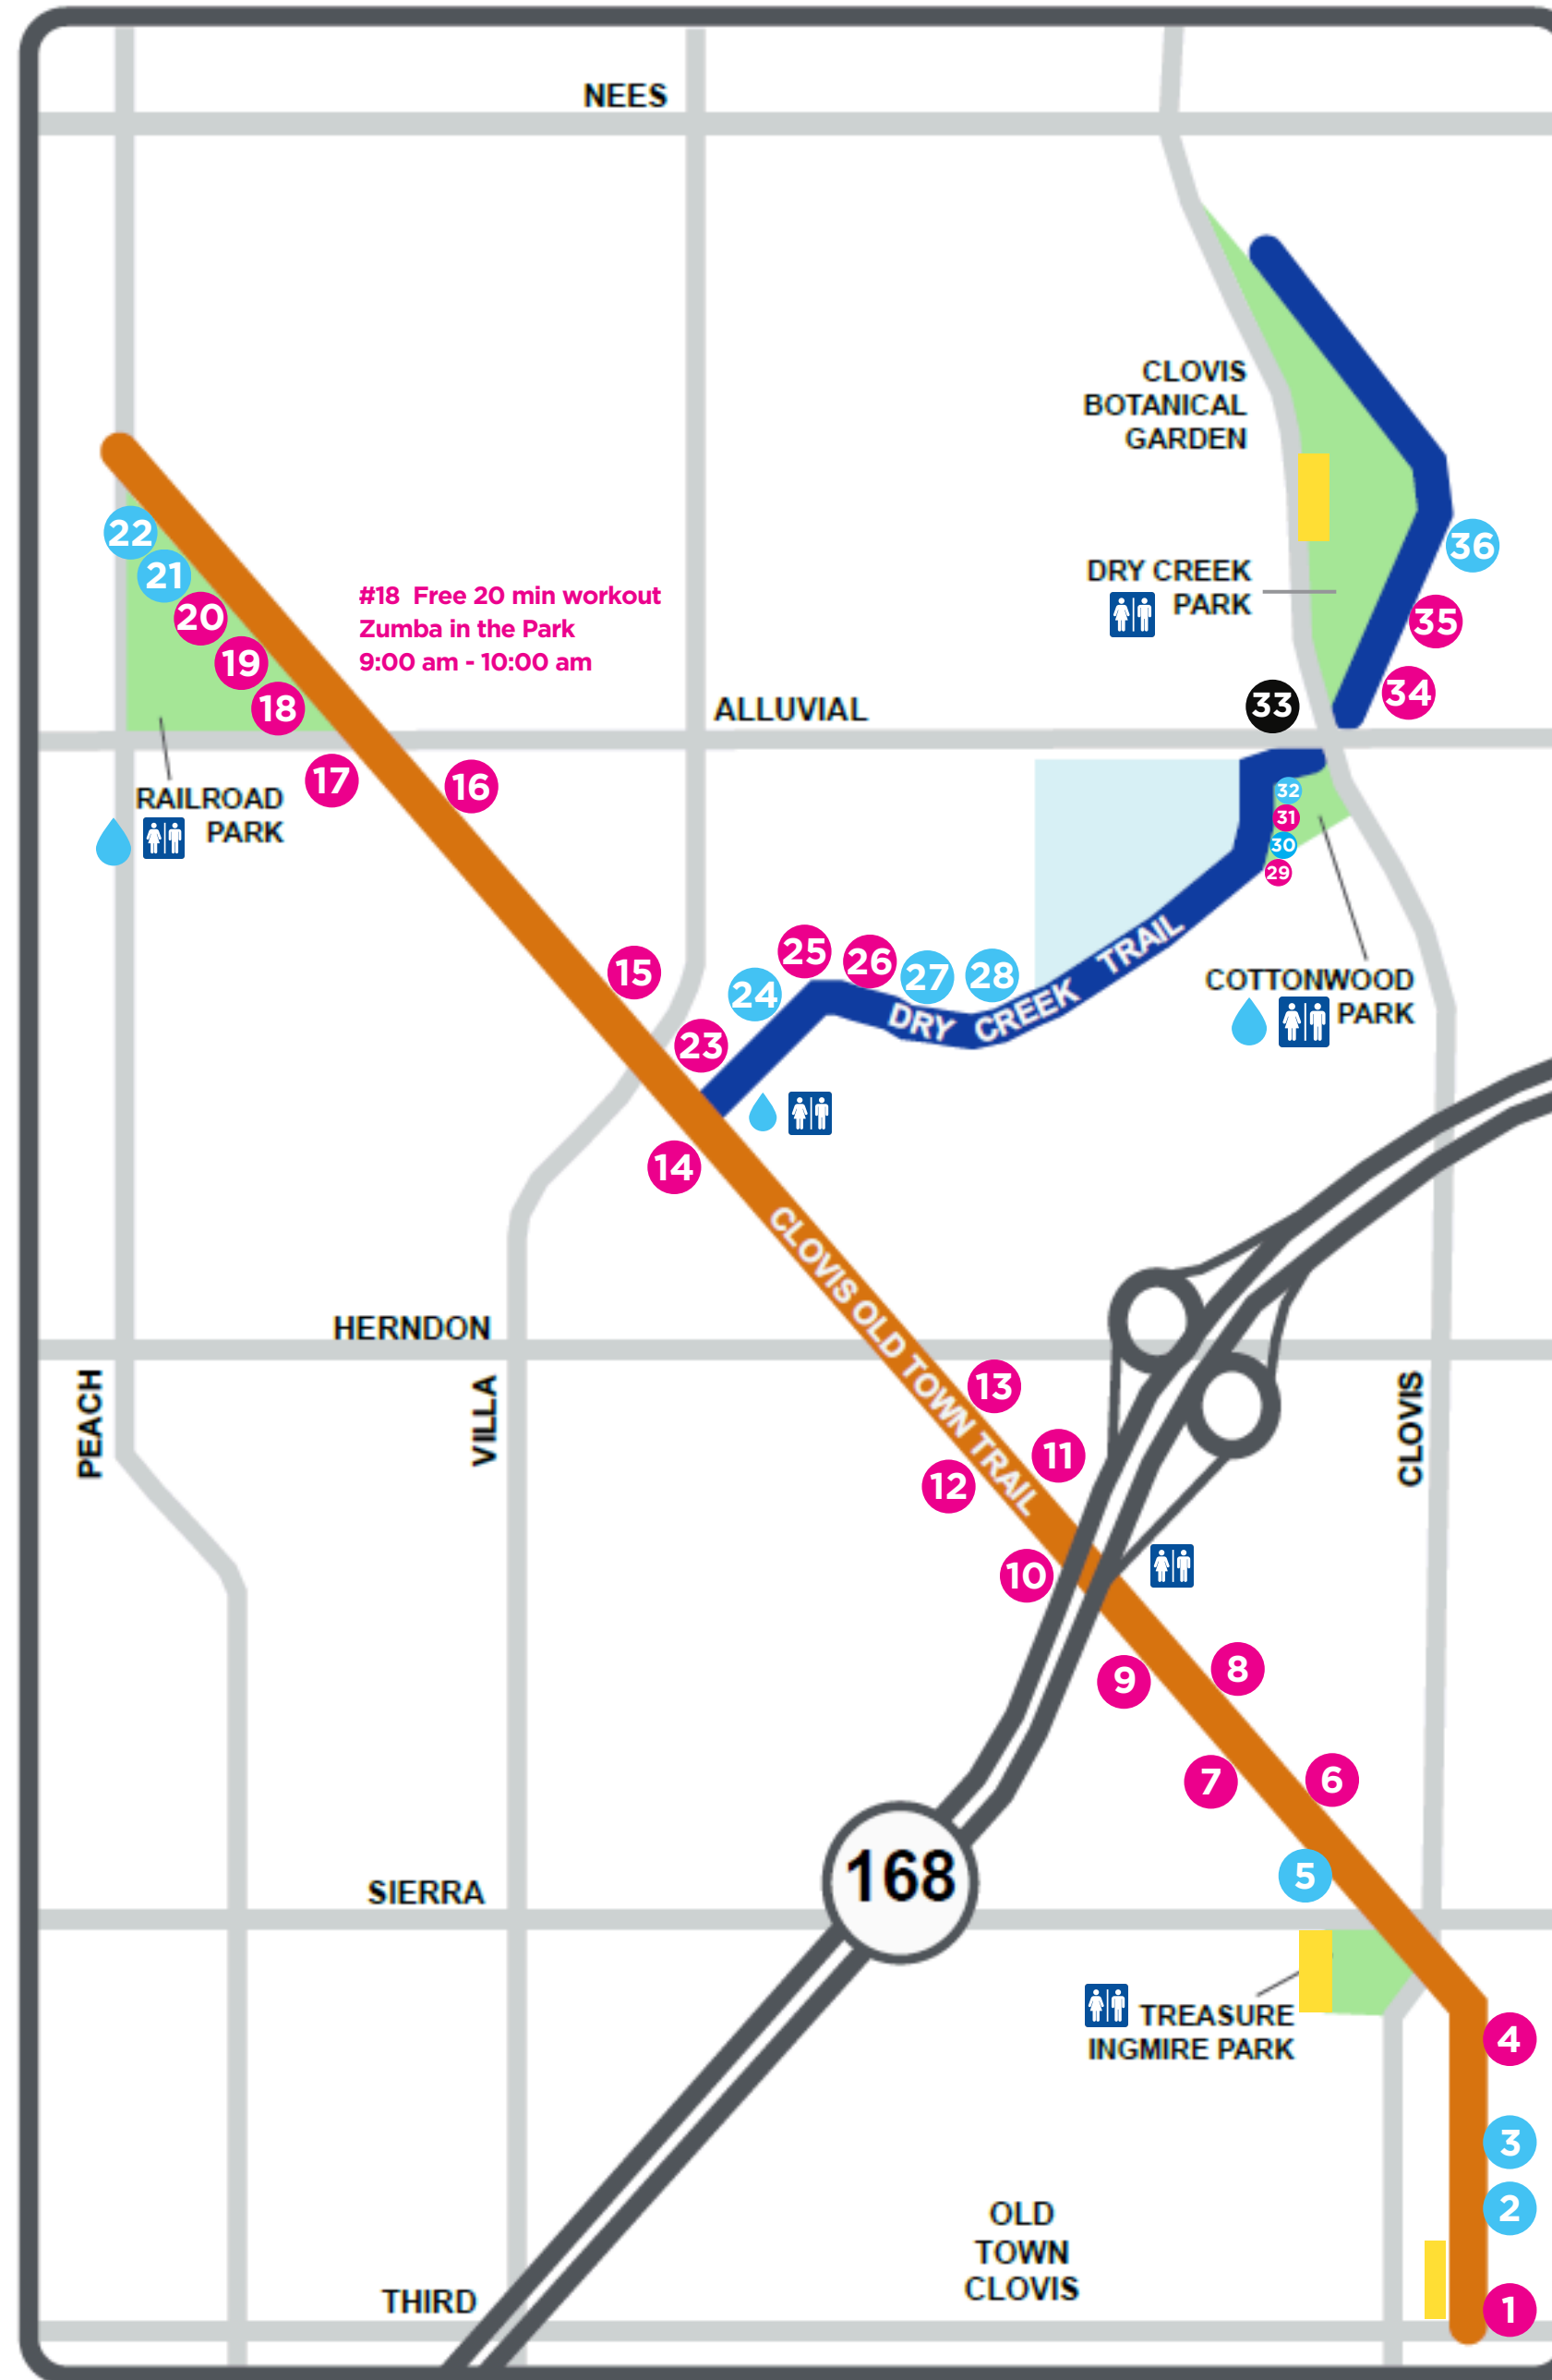 NEES
CLOVIS
BOTANICAL
GARDEN
22
21
20
19
18
#18 Free 20 min workout
Zumba in the Park
9:00 am - 10:00 am
DRY CREEK
PARK
36
35
34
33
ALLUVIAL
17
16
RAILROAD
PARK
32
31
30
29
15
25
26
27
28
24
23
DRY CREEK TRAIL
COTTONWOOD
PARK
14
CLOVIS OLD TOWN TRAIL
HERNDON
PEACH
VILLA
CLOVIS
13
11
12
10
9
8
7
6
168
5
SIERRA
TREASURE
INGMIRE PARK
4
3
2
OLD
TOWN
CLOVIS
THIRD
1